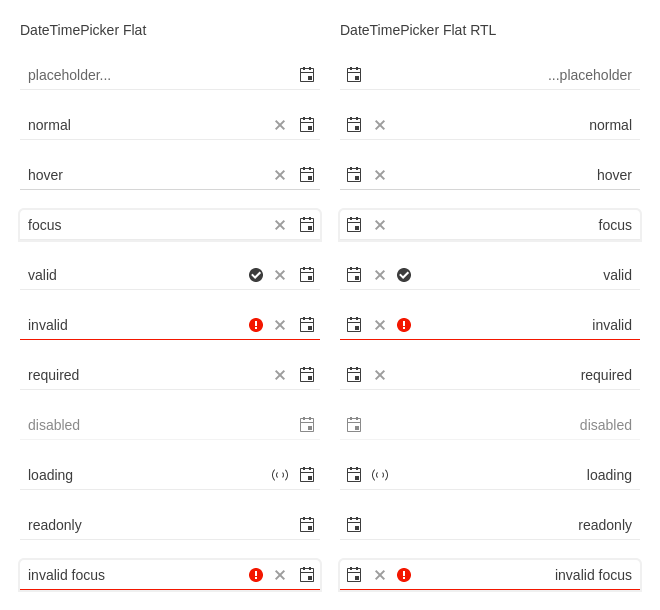 DateTimePicker Flat
placeholder...
normal
hover
focus
valid
invalid
required
disabled
loading
readonly
invalid focus
DateTimePicker Flat RTL
...placeholder
normal
hover
focus
valid
invalid
required
disabled
loading
readonly
invalid focus